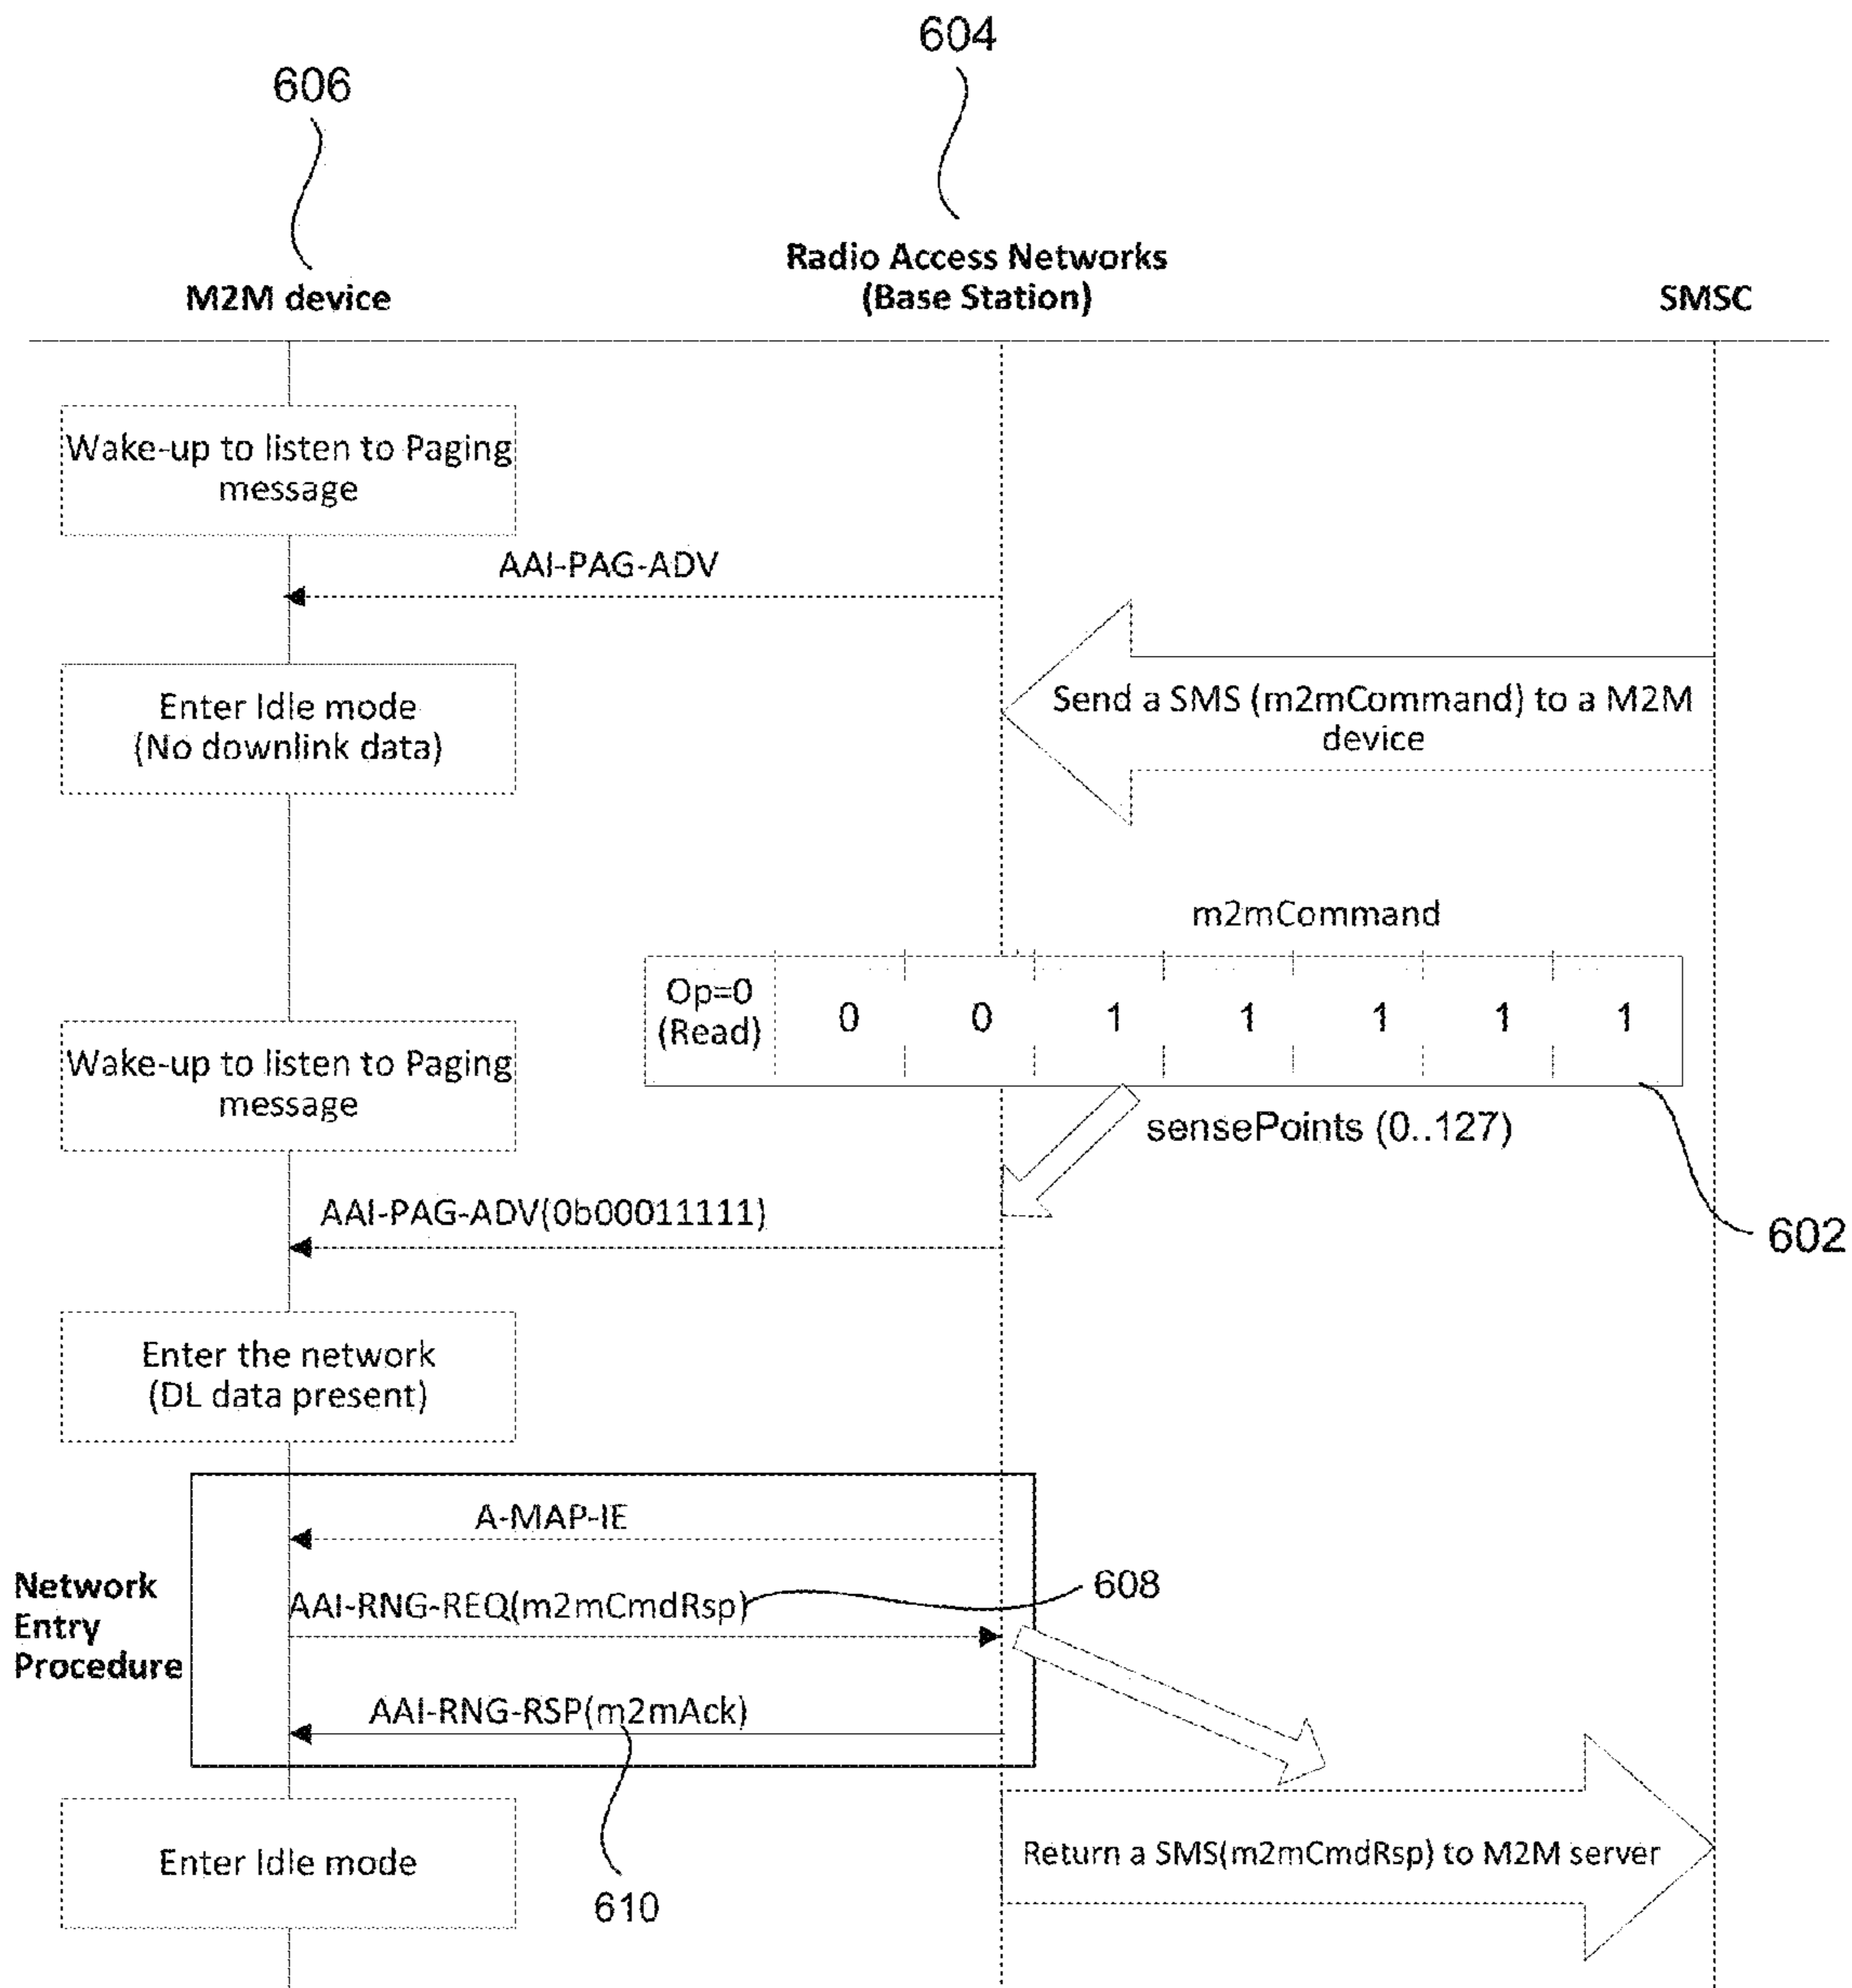 604
606
Radio Access Networks
(Base Station)
M2M device
SMSC
Wake-up to listen to Paging
message
AAI-PAG-ADV
Enter Idle mode
(No downlink data)
Send a SMS (m2mCommand) to a M2M
device
m2mCommand
Op=0
(Read)
0 0 1 1 1 1 1
Wake-up to listen to Paging
message
sensePoints (0..127)
AAI-PAG-ADV(0b00011111)
602
Enter the network
(DL data present)
A-MAP-IE
Network
Entry
Procedure
AAI-RNG-REQ(m2mCmdRsp)
608
AAI-RNG-RSP(m2mAck)
Enter Idle mode
Return a SMS(m2mCmdRsp) to M2M server
610